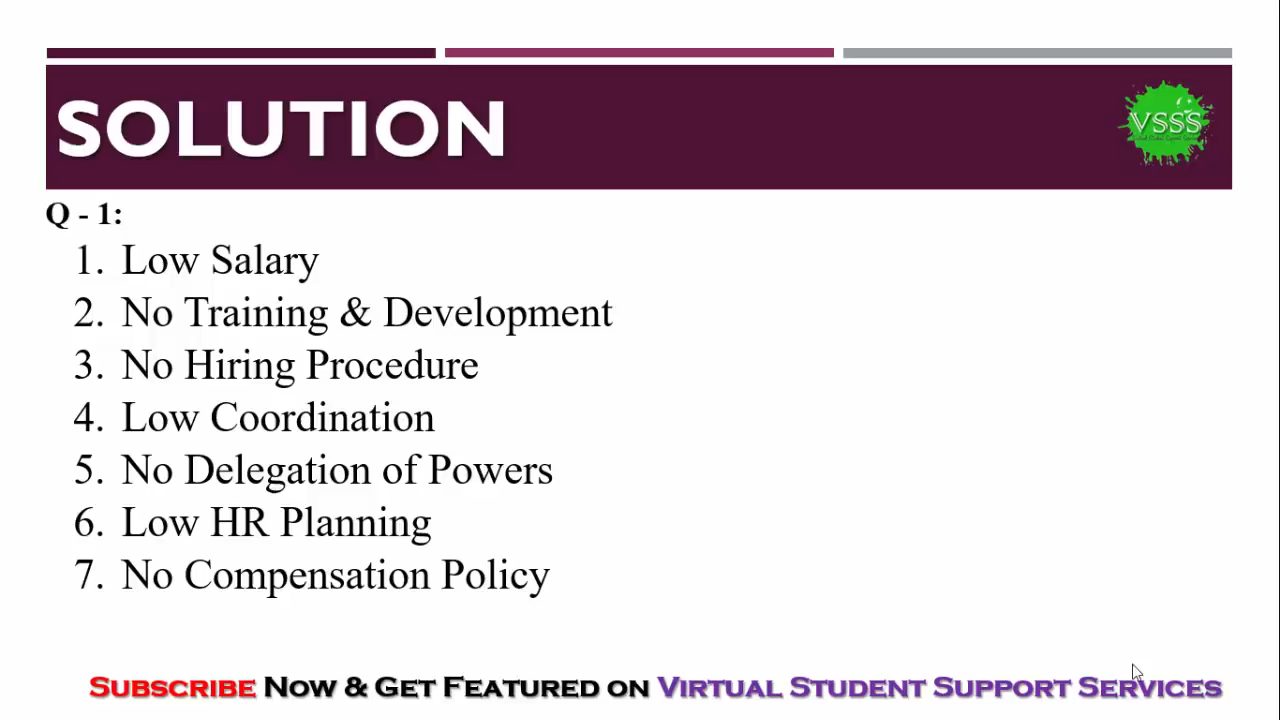 SOLUTION
VSSS
Q - 1:
1. Low Salary
2. No Training & Development
3. No Hiring Procedure
4. Low Coordination
5. No Delegation of Powers
6. Low HR Planning
7. No Compensation Policy
Subscribe Now & Get Featured on Virtual Student Support Services